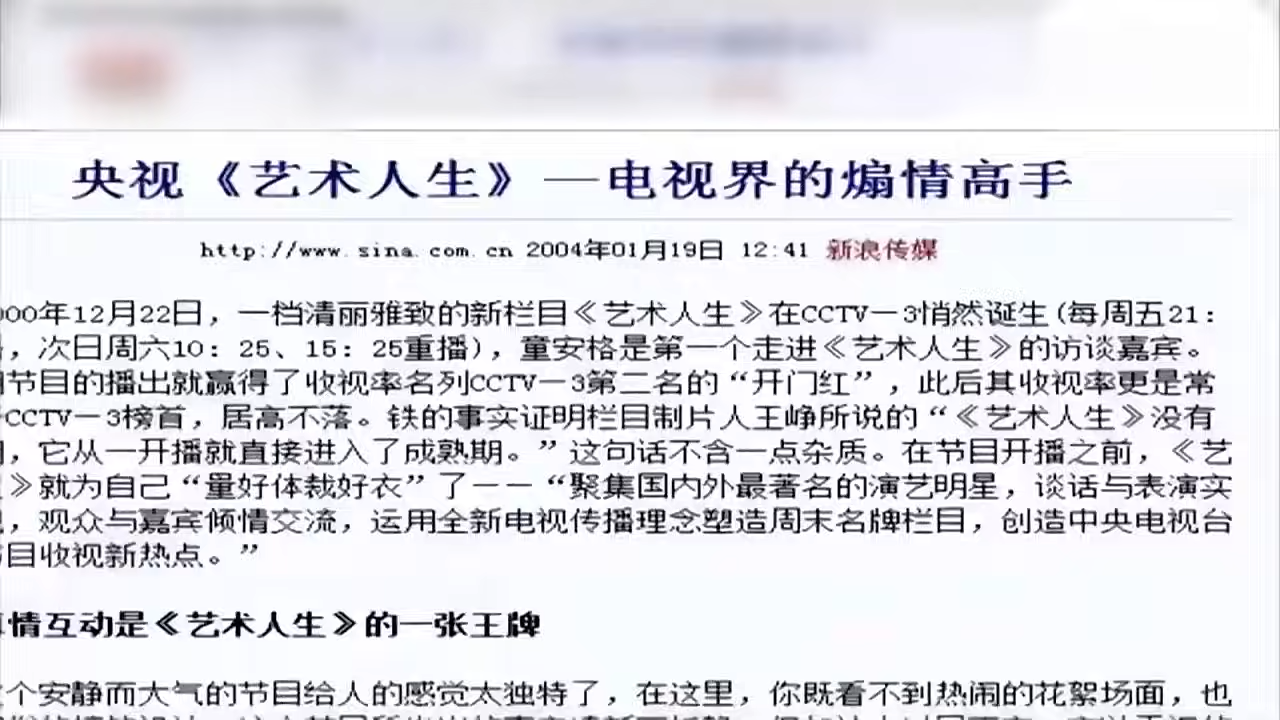 央视《艺术人生》—电视界的煽情高手
http://www.sina.com.cn 2004年01月19日 12:41 新浪传媒
000年12月22日，一档清丽雅致的新栏目《艺术人生》在CCTV－3悄然诞生(每周五21：
，次日周六10：25、15：25重播)，童安格是第一个走进《艺术人生》的访谈嘉宾。
节目的播出就赢得了收视率名列CCTV－3第二名的“开门红”，此后其收视率更是常
CCTV－3榜首，居高不落。铁的事实证明栏目制片人王峥所说的“《艺术人生》没有
，它从一开播就直接进入了成熟期。”这句话不含一点杂质。在节目开播之前，《艺
》就为自己“量好体裁好衣”了－－“聚集国内外最著名的演艺明星，谈话与表演实
，观众与嘉宾倾情交流，运用全新电视传播理念塑造周末名牌栏目，创造中央电视台
目收视新热点。”
情互动是《艺术人生》的一张王牌
个安静而大气的节目给人的感觉太独特了，在这里，你既看不到热闹的花絮场面，也